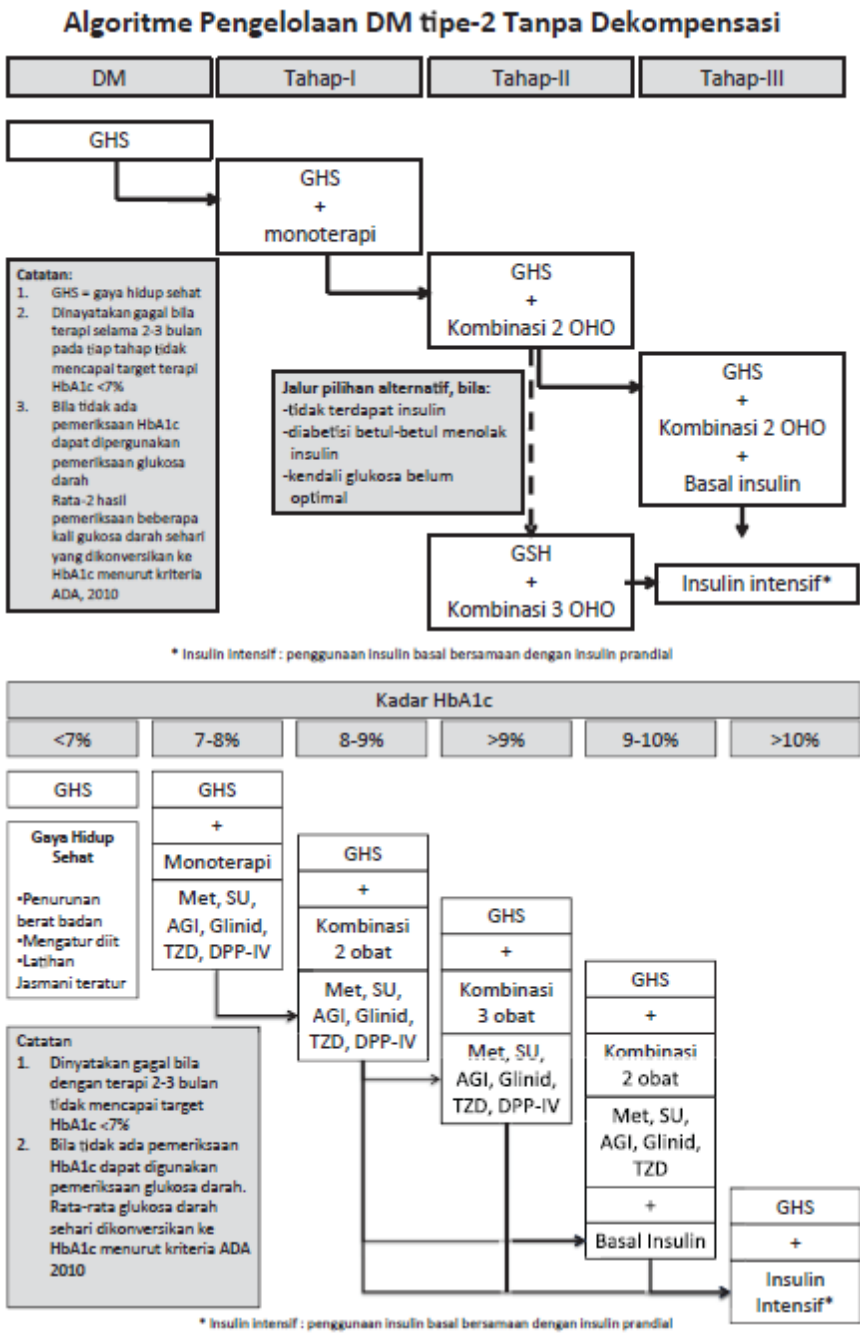 Algoritme Pengelolaan DM tipe-2 Tanpa Dekompensasi
DM
Tahap-I
Tahap-II
Tahap-III
GHS
GHS
+
monoterapi
GHS
+
Kombinasi 2 OHO
GHS
+
Kombinasi 2 OHO
+
Basal insulin
Catatan:
1. GHS = gaya hidup sehat
2. Dinayatakan gagal bila
terapi selama 2-3 bulan
pada tiap tahap tidak
mencapai target terapi
HbA1c <7%
3. Bila tidak ada
pemeriksaan HbA1c
dapat dipergunakan
pemeriksaan glukosa
darah
Rata-2 hasil
pemeriksaan beberapa
kali gukosa darah sehari
yang dikonversikan ke
HbA1c menurut kriteria
ADA, 2010
Jalur pilihan alternatif, bila:
-tidak terdapat insulin
-diabetisi betul-betul menolak
insulin
-kendali glukosa belum
optimal
GSH
+
Kombinasi 3 OHO
Insulin intensif*
* Insulin intensif : penggunaan insulin basal bersamaan dengan insulin prandial
Kadar HbA1c
<7%
7-8%
8-9%
>9%
9-10%
>10%
GHS
Gaya Hidup
Sehat
•Penurunan
berat badan
•Mengatur diit
•Latihan
Jasmani teratur
GHS
+
Monoterapi
Met, SU,
AGI, Glinid,
TZD, DPP-IV
GHS
+
Kombinasi
2 obat
Met, SU,
AGI, Glinid,
TZD, DPP-IV
GHS
+
Kombinasi
3 obat
Met, SU,
AGI, Glinid,
TZD, DPP-IV
GHS
+
Kombinasi
2 obat
Met, SU,
AGI, Glinid,
TZD
+
Basal Insulin
GHS
+
Insulin
Intensif*
Catatan
1. Dinyatakan gagal bila
dengan terapi 2-3 bulan
tidak mencapai target
HbA1c <7%
2. Bila tidak ada pemeriksaan
HbA1c dapat digunakan
pemeriksaan glukosa darah.
Rata-rata glukosa darah
sehari dikonversikan ke
HbA1c menurut kriteria ADA
2010
* Insulin intensif : penggunaan insulin basal bersamaan dengan insulin prandial